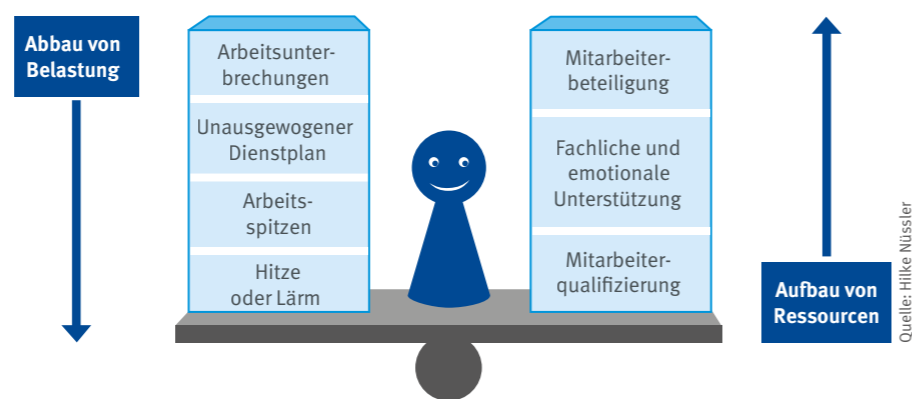 Abbau von
Belastung
Arbeitsunter-
brechungen
Unausgewogener
Dienstplan
Arbeits-
spitzen
Hitze
oder Lärm
Mitarbeiter-
beteiligung
Fachliche und
emotionale
Unterstützung
Mitarbeiter-
qualifizierung
Aufbau von
Ressourcen
Quelle: Hilke Nüssler